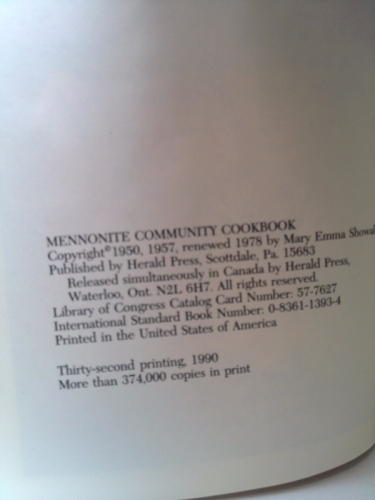 MENNONITE COMMUNITY COOKBOOK
Copyright©1950, 1957, renewed 1978 by Mary Emma
Published by Herald Press, Scottdale, Pa. 15683
Released simultaneously in Canada by Herald Press,
Waterloo, Ont. N2L 6H7. All rights reserved.
Library of Congress Catalog Card Number: 57-7627
International Standard Book Number: 0-8361-1393-4
Printed in the United States of America
Thirty-second printing, 1990
More than 374,000 copies in print